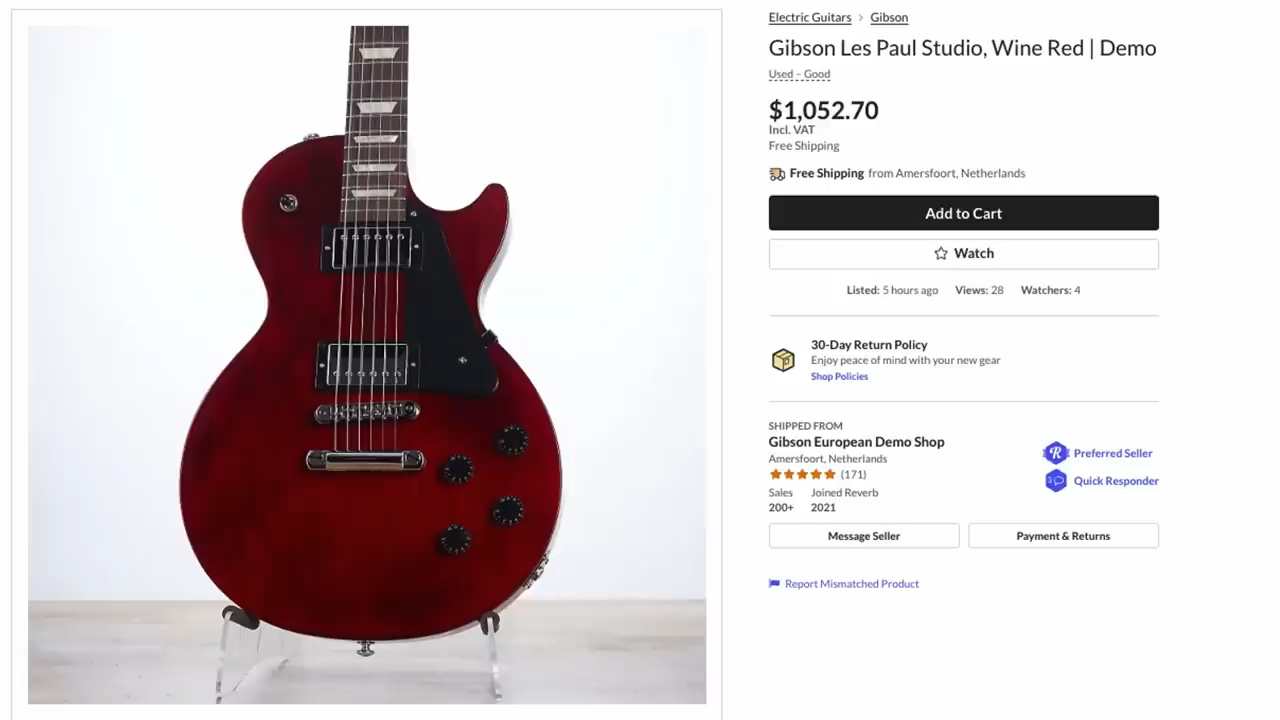 Electric Guitars > Gibson
Gibson Les Paul Studio, Wine Red | Demo
Used – Good
$1,052.70
Incl. VAT
Free Shipping
Free Shipping from Amersfoort, Netherlands
Add to Cart
Watch
Listed: 5 hours ago Views: 28 Watchers: 4
30-Day Return Policy
Enjoy peace of mind with your new gear
Shop Policies
SHIPPED FROM
Gibson European Demo Shop
Amersfoort, Netherlands
(171)
Preferred Seller
Quick Responder
Sales Joined Reverb
200+ 2021
Message Seller Payment & Returns
Report Mismatched Product